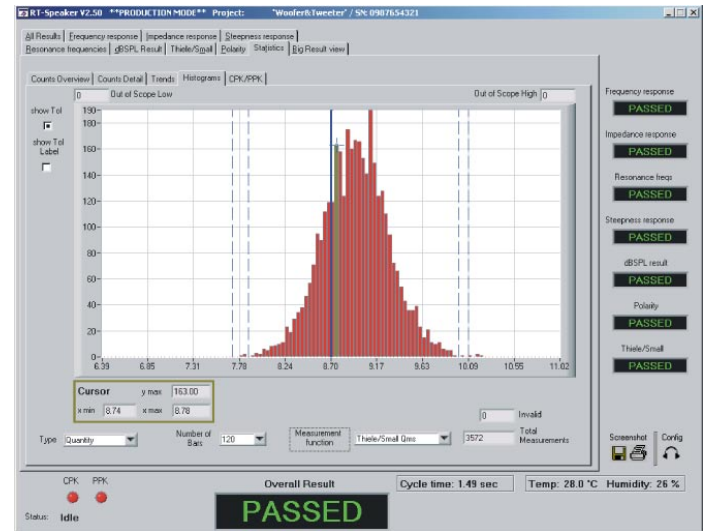 RT-Speaker V2.50 **PRODUCTION MODE** Project: "Woofer&Tweeter" / SN: 0987654321
All Results Frequency response Impedance response Steepness response
Resonance frequencies dBSPL Result Thiele/Small Polarity Statistics Big Result view
Counts Overview Counts Detail Trends Histograms CPK/PPK
0 Out of Scope Low Out of Scope High 0
show Tol
show Tol
Label
190-
180-
160-
140-
120-
100-
80-
60-
40-
20-
0-
6.39 6.85 7.31 7.78 8.24 8.70 9.17 9.63 10.09 10.55 11.02
Cursor y max 163.00
x min 8.74 x max 8.78
0 Invalid
Type Quantity Number of Bars 120 Measurement function Thiele/Small Qms 3572 Total Measurements
Frequency response
PASSED
Impedance response
PASSED
Resonance freqs
PASSED
Steepness response
PASSED
dBSPL result
PASSED
Polarity
PASSED
Thiele/Small
PASSED
Screenshot Config
CPK PPK
Status: Idle
Overall Result
PASSED
Cycle time: 1.49 sec Temp: 28.0 °C Humidity: 26 %